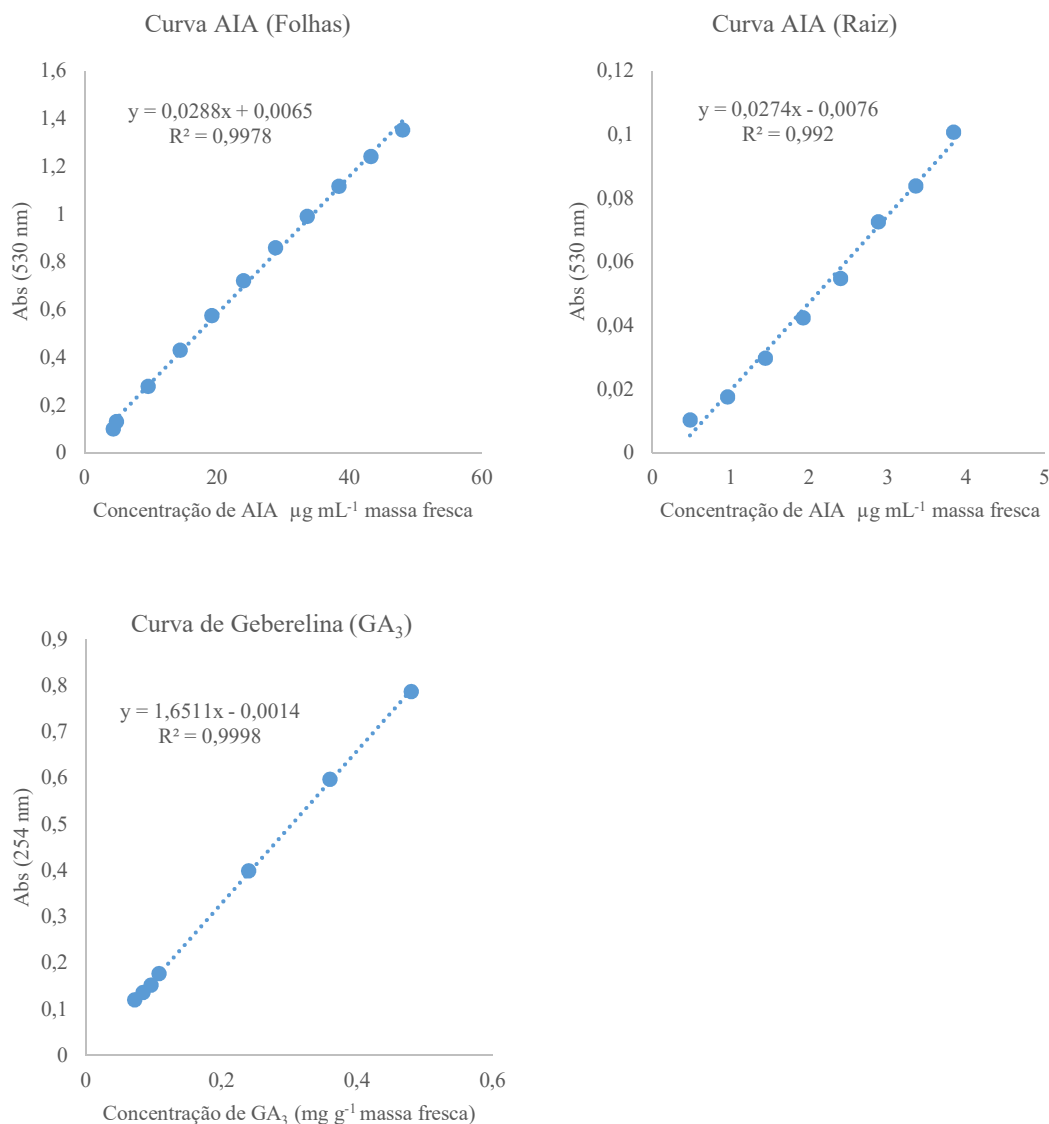 Curva AIA (Folhas)
y = 0,0288x + 0,0065
R² = 0,9978
Abs (530 nm)
1,6
1,4
1,2
1
0,8
0,6
0,4
0,2
0
0 20 40 60
Concentração de AIA µg mL⁻¹ massa fresca
Curva AIA (Raiz)
y = 0,0274x - 0,0076
R² = 0,992
Abs (530 nm)
0,12
0,1
0,08
0,06
0,04
0,02
0
0 1 2 3 4 5
Concentração de AIA µg mL⁻¹ massa fresca
Curva de Geberelina (GA₃)
y = 1,6511x - 0,0014
R² = 0,9998
Abs (254 nm)
0,9
0,8
0,7
0,6
0,5
0,4
0,3
0,2
0,1
0
0 0,2 0,4 0,6
Concentração de GA₃ (mg g⁻¹ massa fresca)